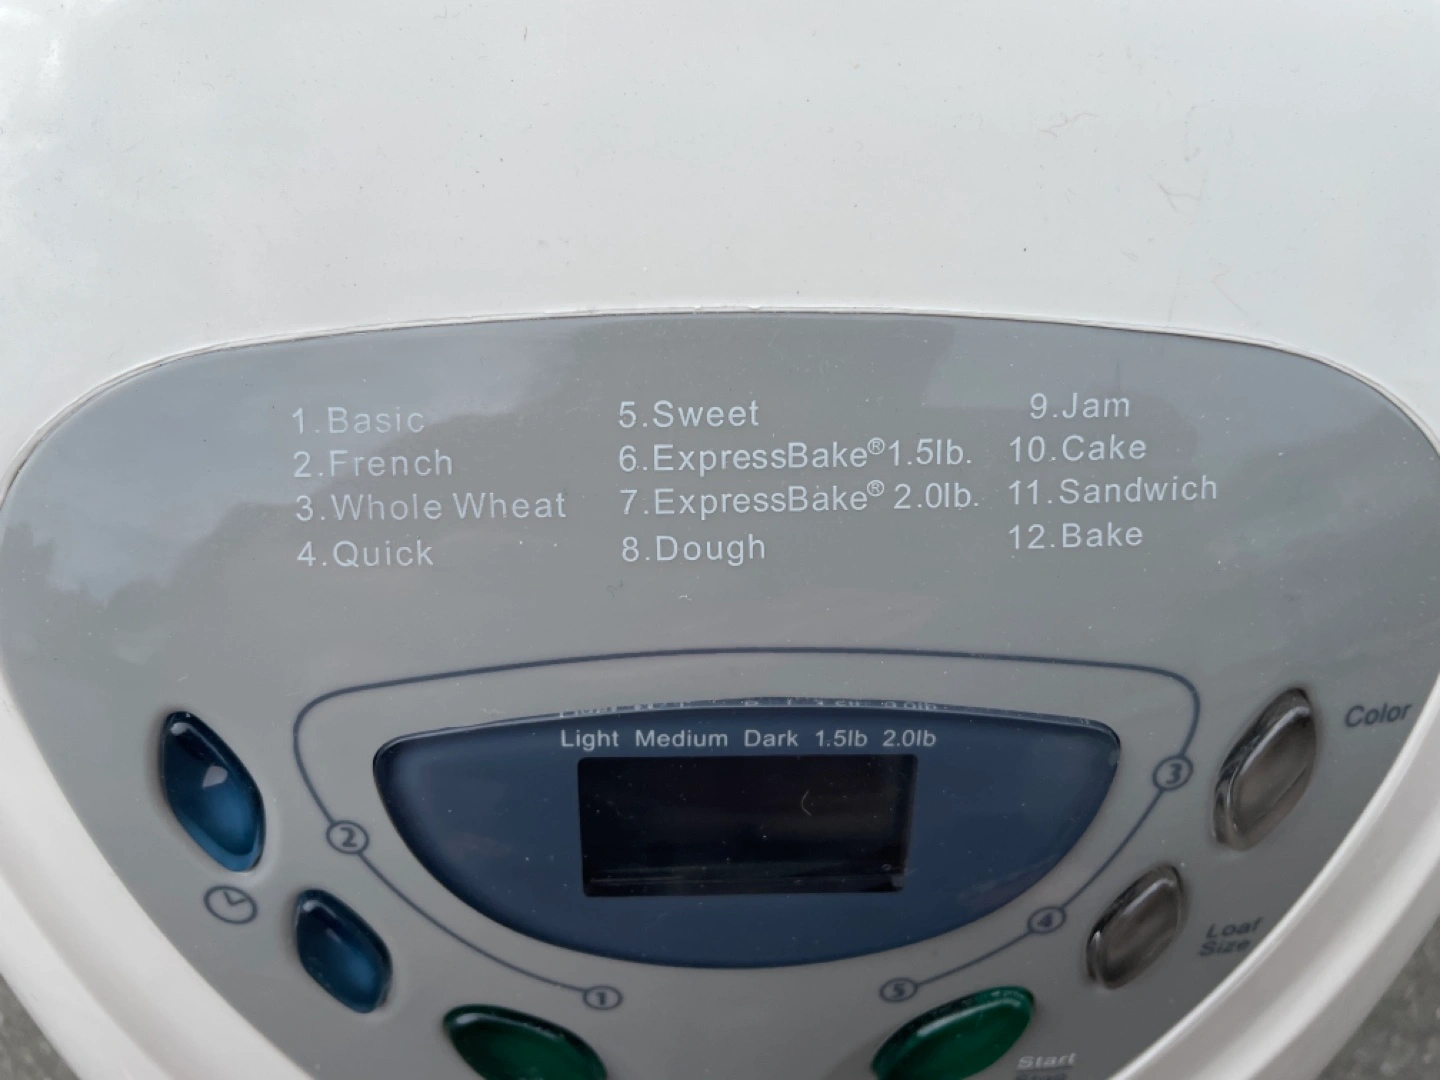 1.Basic
2.French
3.Whole Wheat
4.Quick
5.Sweet
6.ExpressBake® 1.5lb.
7.ExpressBake® 2.0lb.
8.Dough
9.Jam
10.Cake
11.Sandwich
12.Bake
Light Medium Dark 1.5lb 2.0lb
Color
2
3
4
Loaf
Size
1
5
Start